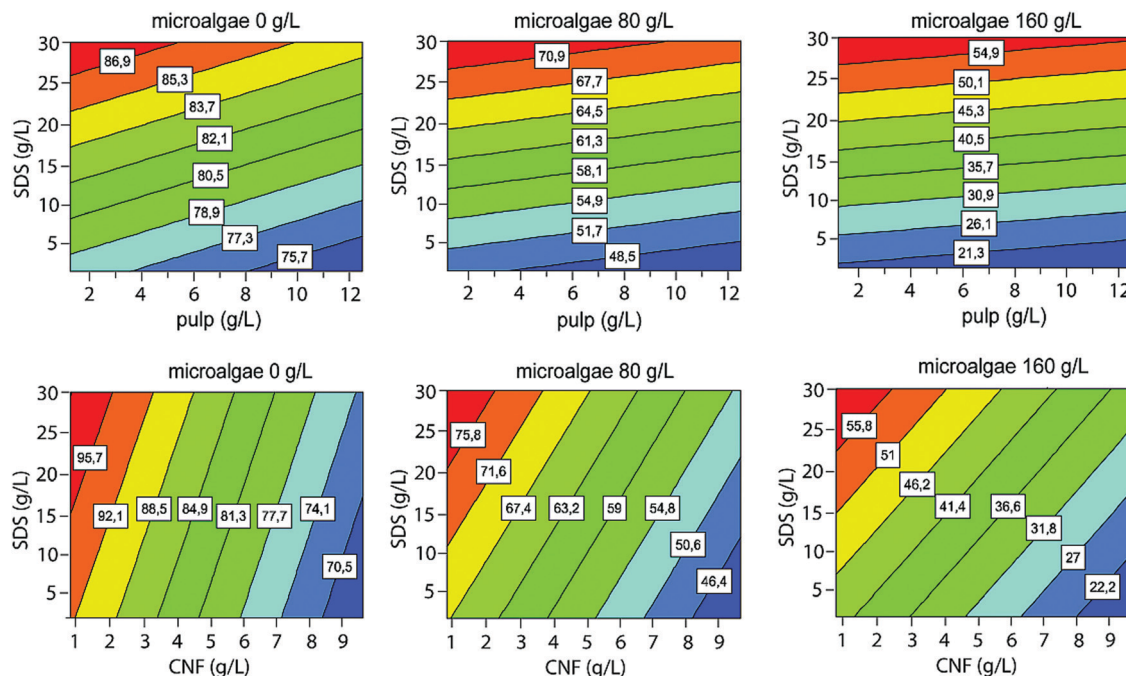 microalgae 0 g/L
microalgae 80 g/L
microalgae 160 g/L
SDS (g/L)
30
25
20
15
10
5
86,9
85,3
83,7
82,1
80,5
78,9
77,3
75,7
2 4 6 8 10 12
pulp (g/L)
SDS (g/L)
30
25
20
15
10
5
70,9
67,7
64,5
61,3
58,1
54,9
51,7
48,5
2 4 6 8 10 12
pulp (g/L)
SDS (g/L)
30
25
20
15
10
5
54,9
50,1
45,3
40,5
35,7
30,9
26,1
21,3
2 4 6 8 10 12
pulp (g/L)
microalgae 0 g/L
microalgae 80 g/L
microalgae 160 g/L
SDS (g/L)
30
25
20
15
10
5
95,7
92,1 88,5 84,9 81,3 77,7 74,1
70,5
1 2 3 4 5 6 7 8 9
CNF (g/L)
SDS (g/L)
30
25
20
15
10
5
75,8
71,6
67,4 63,2 59 54,8
50,6
46,4
1 2 3 4 5 6 7 8 9
CNF (g/L)
SDS (g/L)
30
25
20
15
10
5
55,8
51
46,2
41,4 36,6
31,8
27
22,2
1 2 3 4 5 6 7 8 9
CNF (g/L)